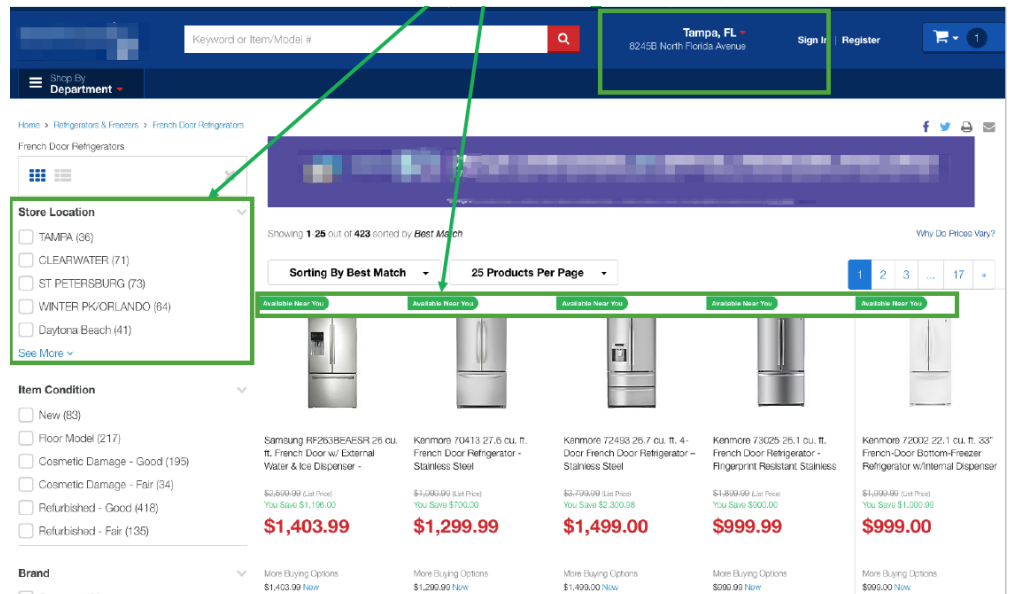 Keyword or Item/Model #
Tampa, FL
8245B North Florida Avenue
Sign In | Register
1
Shop By
Department
Home > Refrigerators & Freezers > French Door Refrigerators
French Door Refrigerators
Store Location
TAMPA (36)
CLEARWATER (71)
ST PETERSBURG (73)
WINTER PK/ORLANDO (64)
Daytona Beach (41)
See More
Item Condition
New (83)
Floor Model (217)
Cosmetic Damage - Good (195)
Cosmetic Damage - Fair (34)
Refurbished - Good (418)
Refurbished - Fair (135)
Brand
Showing 1-25 out of 423 sorted by Best Match
Why Do Prices Vary?
Sorting By Best Match
25 Products Per Page
1 2 3 ... 17 »
Available Near You
Samsung RF263BEAESR 26 cu.
ft. French Door w/ External
Water & Ice Dispenser -
$2,599.99 (List Price)
You Save $1,196.00
$1,403.99
More Buying Options
$1,403.99 Now
Available Near You
Kenmore 70413 27.6 cu. ft.
French Door Refrigerator -
Stainless Steel
$1,999.99 (List Price)
You Save $700.00
$1,299.99
More Buying Options
$1,299.99 Now
Available Near You
Kenmore 72493 26.7 cu. ft. 4-
Door French Door Refrigerator –
Stainless Steel
$3,799.99 (List Price)
You Save $2,300.98
$1,499.00
More Buying Options
$1,499.00 Now
Available Near You
Kenmore 73025 26.1 cu. ft.
French Door Refrigerator -
Fingerprint Resistant Stainless
$1,899.99 (List Price)
You Save $900.00
$999.99
More Buying Options
$999.99 Now
Available Near You
Kenmore 72002 22.1 cu. ft. 33"
French-Door Bottom-Freezer
Refrigerator w/Internal Dispenser
$1,999.99 (List Price)
You Save $1,000.99
$999.00
More Buying Options
$999.00 Now